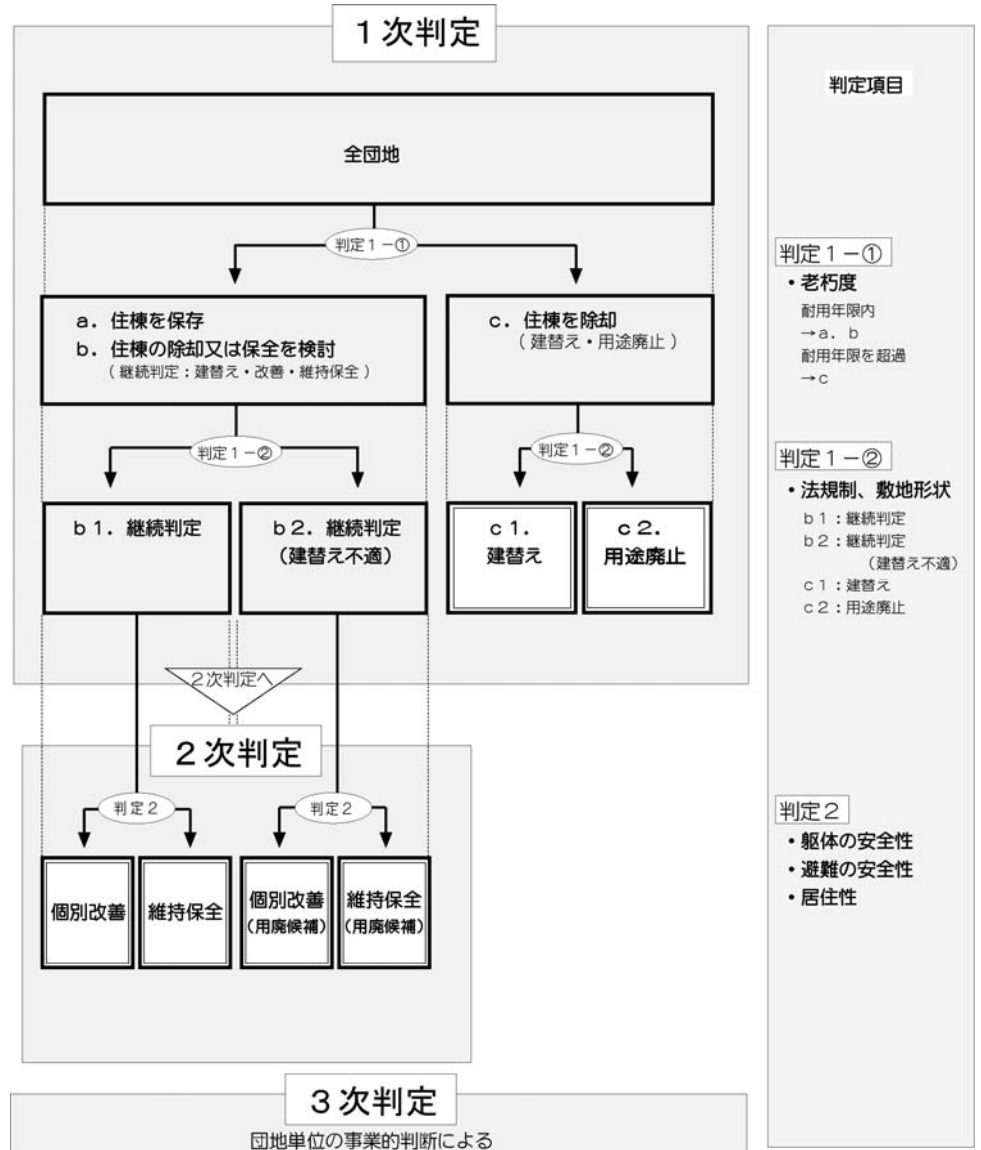 1次判定
全団地
判定1－①
a．住棟を保存
b．住棟の除却又は保全を検討
（継続判定：建替え・改善・維持保全）
c．住棟を除却
（建替え・用途廃止）
判定1－②
判定1－②
b1．継続判定
b2．継続判定
（建替え不適）
c1．
建替え
c2．
用途廃止
2次判定へ
2次判定
判定2
判定2
個別改善
維持保全
個別改善
（用廃候補）
維持保全
（用廃候補）
3次判定
団地単位の事業的判断による
判定項目
判定1－①
・老朽度
耐用年限内
→a．b
耐用年限を超過
→c
判定1－②
・法規制、敷地形状
b1：継続判定
b2：継続判定
（建替え不適）
c1：建替え
c2：用途廃止
判定2
・躯体の安全性
・避難の安全性
・居住性